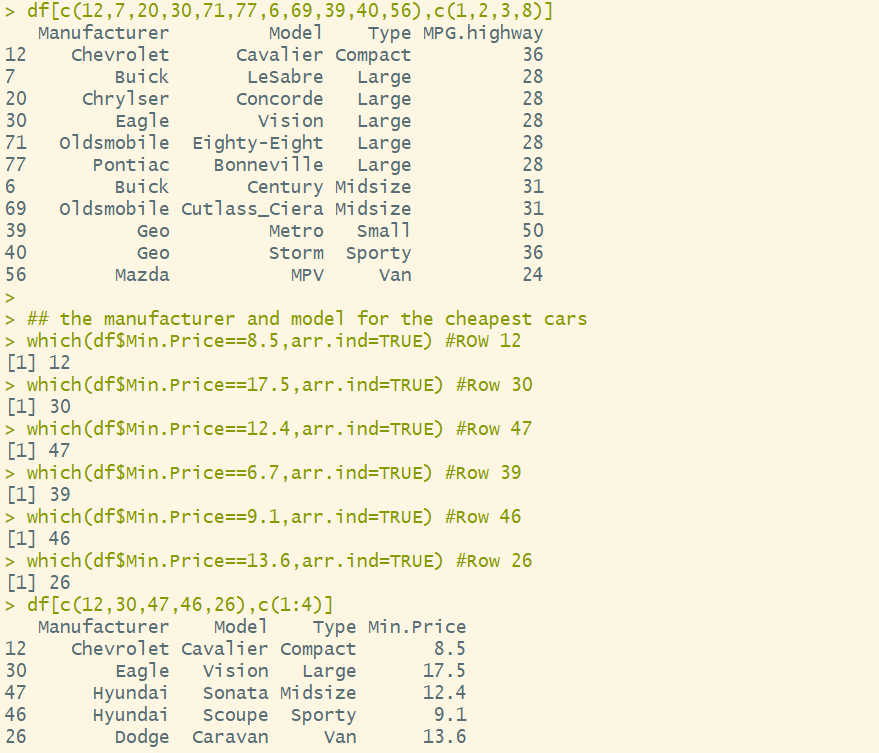 > df[c(12,7,20,30,71,77,6,69,39,40,56),c(1,2,3,8)]
   Manufacturer         Model    Type MPG.highway
12    Chevrolet      Cavalier Compact          36
7         Buick       LeSabre   Large          28
20     Chrylser      Concorde   Large          28
30        Eagle        Vision   Large          28
71   Oldsmobile  Eighty-Eight   Large          28
77      Pontiac    Bonneville   Large          28
6         Buick       Century Midsize          31
69   Oldsmobile Cutlass_Ciera Midsize          31
39          Geo         Metro   Small          50
40          Geo         Storm  Sporty          36
56        Mazda           MPV     Van          24
>
> ## the manufacturer and model for the cheapest cars
> which(df$Min.Price==8.5,arr.ind=TRUE) #ROW 12
[1] 12
> which(df$Min.Price==17.5,arr.ind=TRUE) #Row 30
[1] 30
> which(df$Min.Price==12.4,arr.ind=TRUE) #Row 47
[1] 47
> which(df$Min.Price==6.7,arr.ind=TRUE) #Row 39
[1] 39
> which(df$Min.Price==9.1,arr.ind=TRUE) #Row 46
[1] 46
> which(df$Min.Price==13.6,arr.ind=TRUE) #Row 26
[1] 26
> df[c(12,30,47,46,26),c(1:4)]
   Manufacturer    Model    Type Min.Price
12    Chevrolet Cavalier Compact       8.5
30        Eagle   Vision   Large      17.5
47      Hyundai   Sonata Midsize      12.4
46      Hyundai   Scoupe  Sporty       9.1
26        Dodge  Caravan     Van      13.6